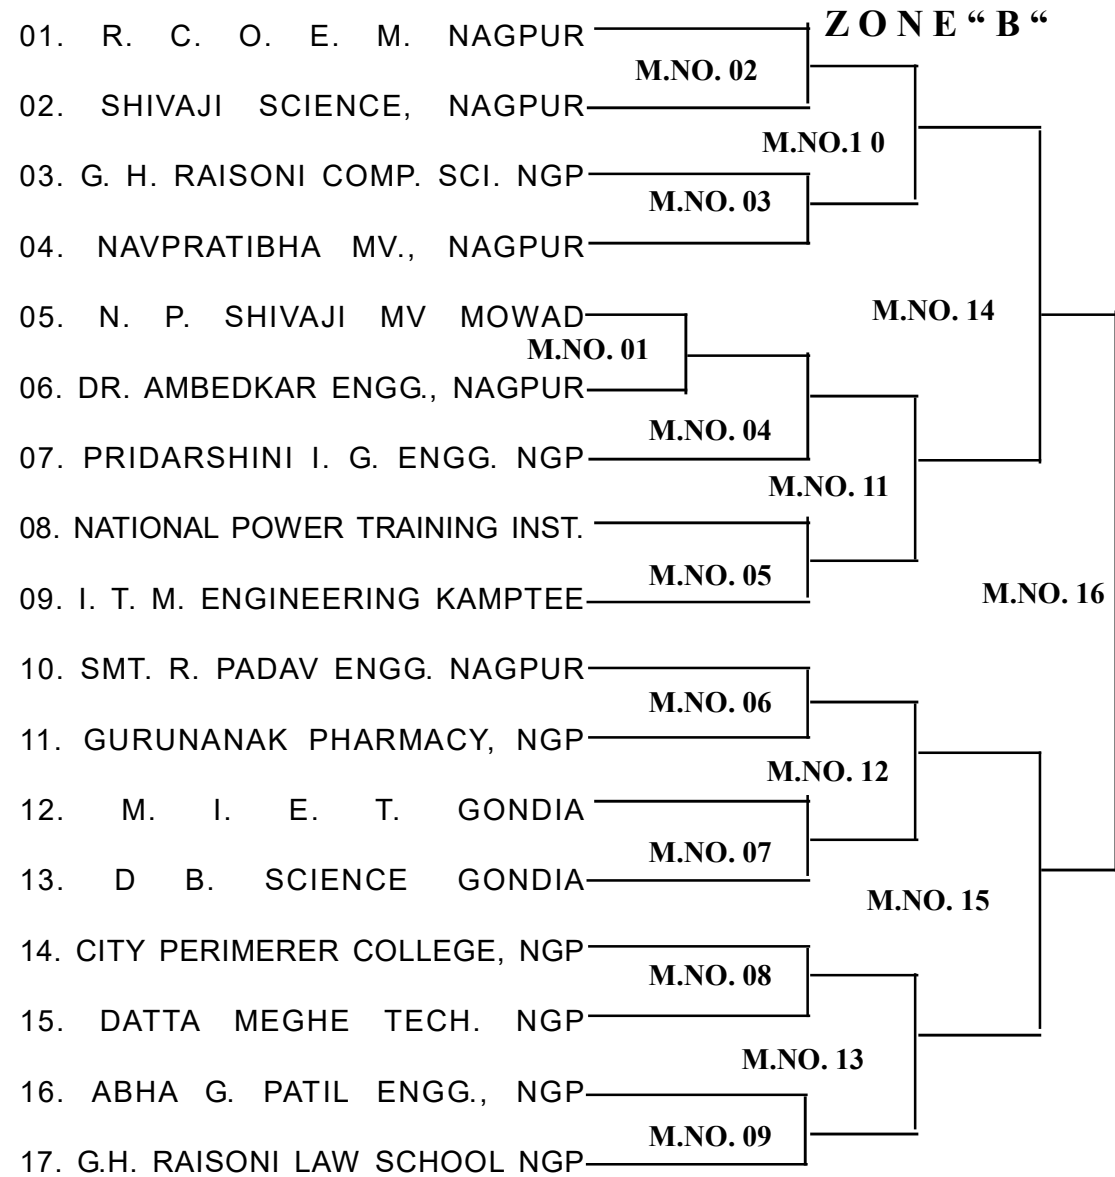 ZONE “ B “
01. R. C. O. E. M. NAGPUR
M.NO. 02
02. SHIVAJI SCIENCE, NAGPUR
M.NO.1 0
03. G. H. RAISONI COMP. SCI. NGP
M.NO. 03
04. NAVPRATIBHA MV., NAGPUR
M.NO. 14
05. N. P. SHIVAJI MV MOWAD
M.NO. 01
06. DR. AMBEDKAR ENGG., NAGPUR
M.NO. 04
07. PRIDARSHINI I. G. ENGG. NGP
M.NO. 11
08. NATIONAL POWER TRAINING INST.
M.NO. 05
09. I. T. M. ENGINEERING KAMPTEE
M.NO. 16
10. SMT. R. PADAV ENGG. NAGPUR
M.NO. 06
11. GURUNANAK PHARMACY, NGP
M.NO. 12
12. M. I. E. T. GONDIA
M.NO. 07
13. D B. SCIENCE GONDIA
M.NO. 15
14. CITY PERIMERER COLLEGE, NGP
M.NO. 08
15. DATTA MEGHE TECH. NGP
M.NO. 13
16. ABHA G. PATIL ENGG., NGP
M.NO. 09
17. G.H. RAISONI LAW SCHOOL NGP